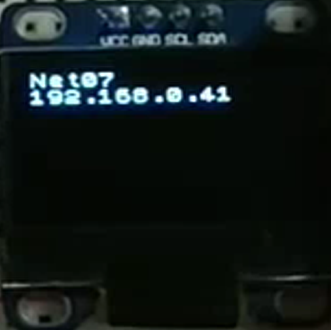 VCC GND SCL SDA
Net07
192.168.0.41